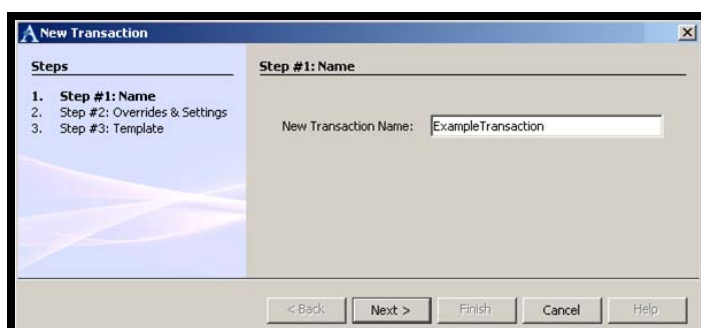 New Transaction
Steps
1. Step #1: Name
2. Step #2: Overrides & Settings
3. Step #3: Template
Step #1: Name
New Transaction Name: ExampleTransaction
< Back Next > Finish Cancel Help